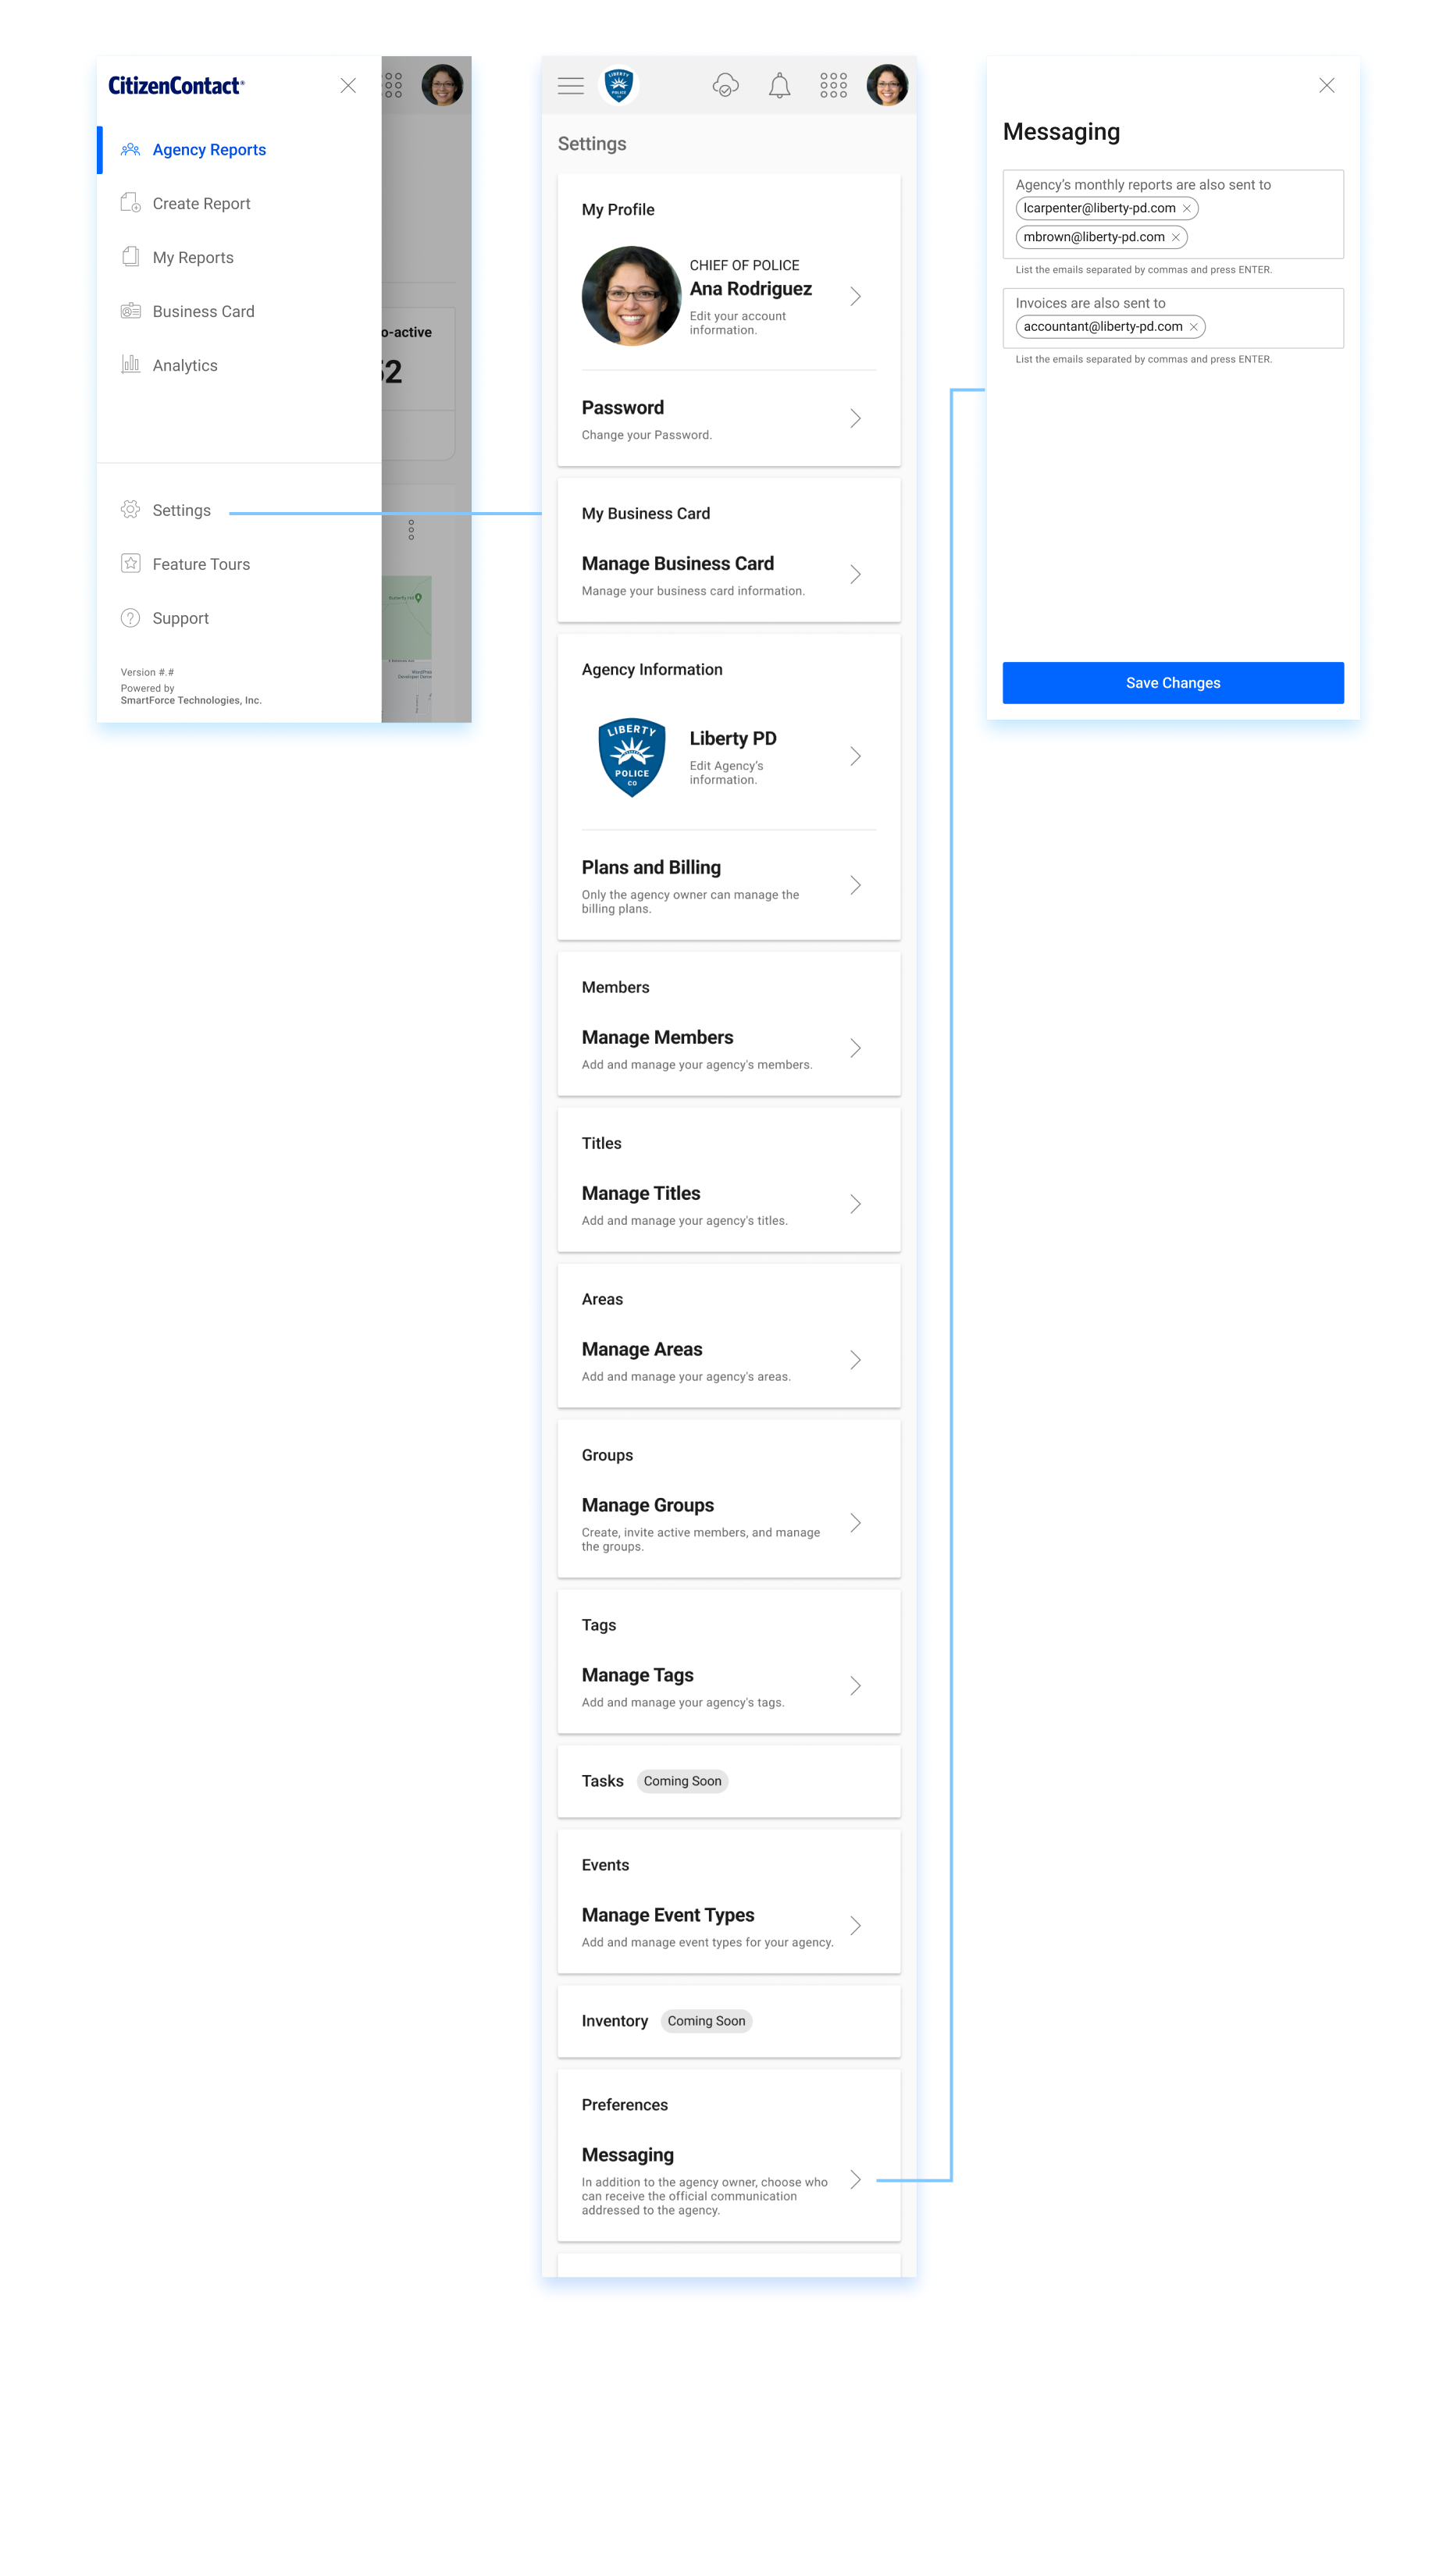 CitizenContact®
Agency Reports
Create Report
My Reports
Business Card
Analytics
Settings
Feature Tours
Support
Version #.#
Powered by
SmartForce Technologies, Inc.
o-active
52
LIBERTY
POLICE
CO
Settings
My Profile
CHIEF OF POLICE
Ana Rodriguez
Edit your account
information.
Password
Change your Password.
My Business Card
Manage Business Card
Manage your business card information.
Agency Information
LIBERTY
POLICE
CO
Liberty PD
Edit Agency's
information.
Plans and Billing
Only the agency owner can manage the
billing plans.
Members
Manage Members
Add and manage your agency's members.
Titles
Manage Titles
Add and manage your agency's titles.
Areas
Manage Areas
Add and manage your agency's areas.
Groups
Manage Groups
Create, invite active members, and manage
the groups.
Tags
Manage Tags
Add and manage your agency's tags.
Tasks Coming Soon
Events
Manage Event Types
Add and manage event types for your agency.
Inventory Coming Soon
Preferences
Messaging
In addition to the agency owner, choose who
can receive the official communication
addressed to the agency.
Messaging
Agency's monthly reports are also sent to
lcarpenter@liberty-pd.com
mbrown@liberty-pd.com
List the emails separated by commas and press ENTER.
Invoices are also sent to
accountant@liberty-pd.com
List the emails separated by commas and press ENTER.
Save Changes